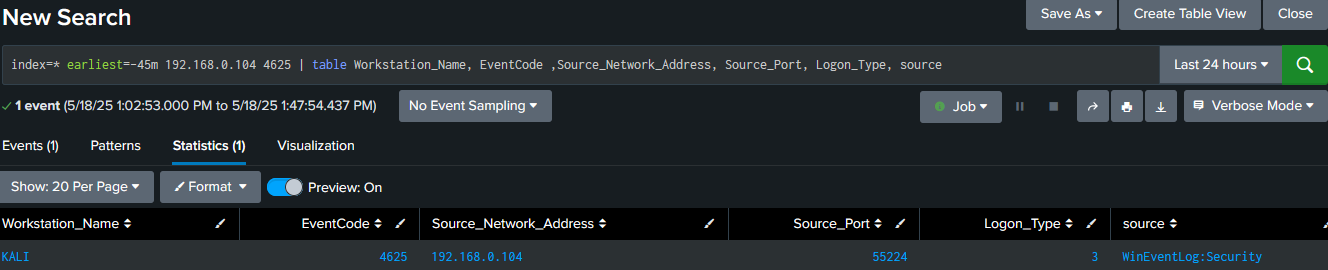 New Search
Save As
Create Table View
Close
index=* earliest=-45m 192.168.0.104 4625 | table Workstation_Name, EventCode ,Source_Network_Address, Source_Port, Logon_Type, source
Last 24 hours
1 event (5/18/25 1:02:53.000 PM to 5/18/25 1:47:54.437 PM)
No Event Sampling
Job
Verbose Mode
Events (1) Patterns Statistics (1) Visualization
Show: 20 Per Page
Format
Preview: On
Workstation_Name EventCode Source_Network_Address Source_Port Logon_Type source
KALI 4625 192.168.0.104 55224 3 WinEventLog:Security